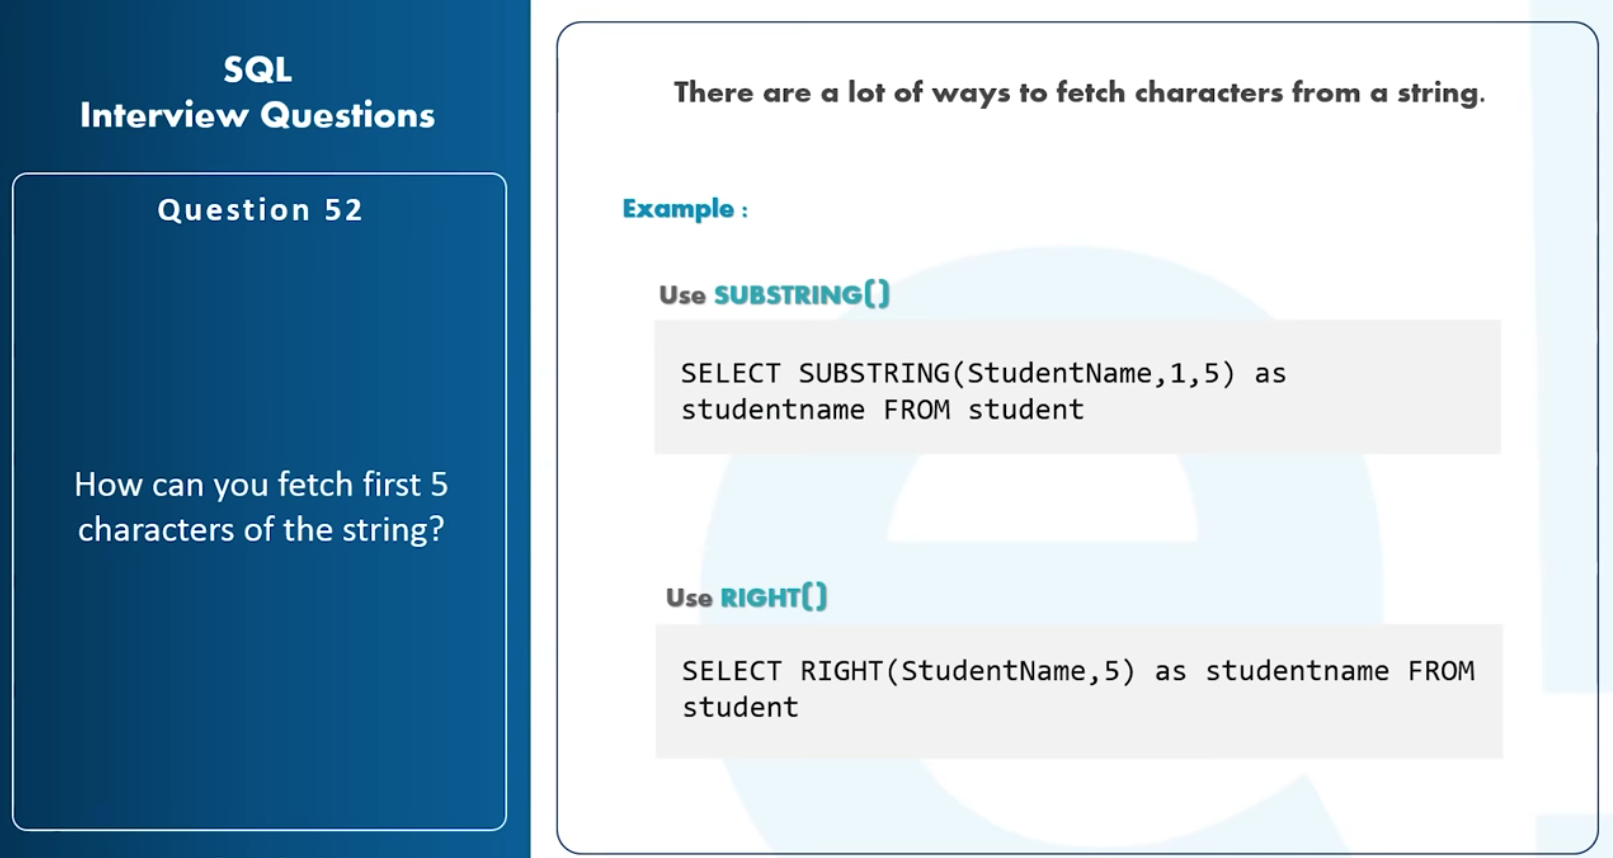 SQL
Interview Questions
Question 52
How can you fetch first 5
characters of the string?
There are a lot of ways to fetch characters from a string.
Example :
Use SUBSTRING()
SELECT SUBSTRING(StudentName,1,5) as
studentname FROM student
Use RIGHT()
SELECT RIGHT(StudentName,5) as studentname FROM
student